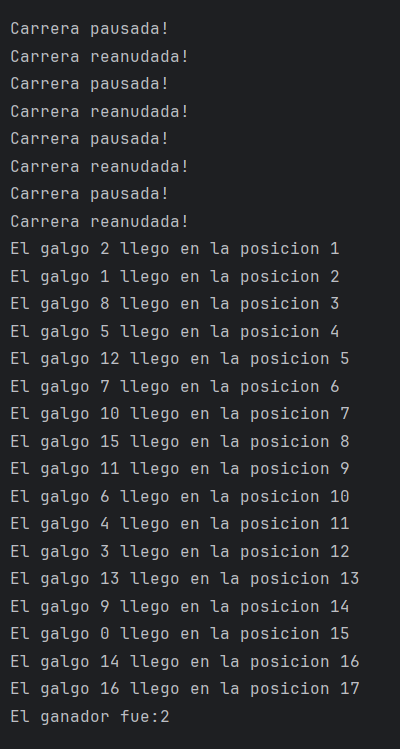 Carrera pausada!
Carrera reanudada!
Carrera pausada!
Carrera reanudada!
Carrera pausada!
Carrera reanudada!
Carrera pausada!
Carrera reanudada!
El galgo 2 llego en la posicion 1
El galgo 1 llego en la posicion 2
El galgo 8 llego en la posicion 3
El galgo 5 llego en la posicion 4
El galgo 12 llego en la posicion 5
El galgo 7 llego en la posicion 6
El galgo 10 llego en la posicion 7
El galgo 15 llego en la posicion 8
El galgo 11 llego en la posicion 9
El galgo 6 llego en la posicion 10
El galgo 4 llego en la posicion 11
El galgo 3 llego en la posicion 12
El galgo 13 llego en la posicion 13
El galgo 9 llego en la posicion 14
El galgo 0 llego en la posicion 15
El galgo 14 llego en la posicion 16
El galgo 16 llego en la posicion 17
El ganador fue:2